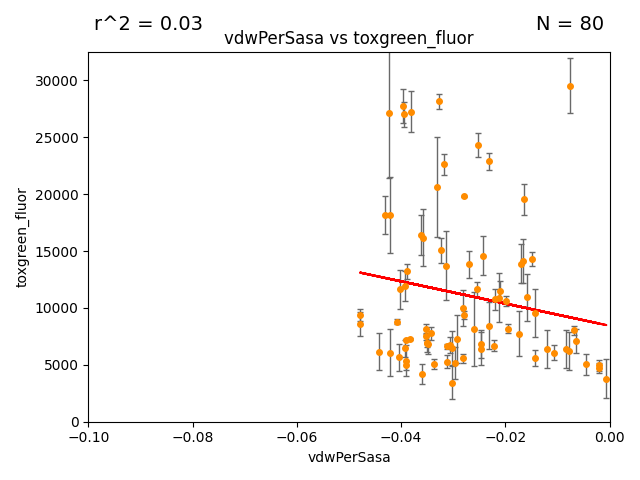 r^2 = 0.03
N = 80
vdwPerSasa vs toxgreen_fluor
30000
25000
20000
15000
10000
5000
0
toxgreen_fluor
−0.10
−0.08
−0.06
−0.04
−0.02
0.00
vdwPerSasa